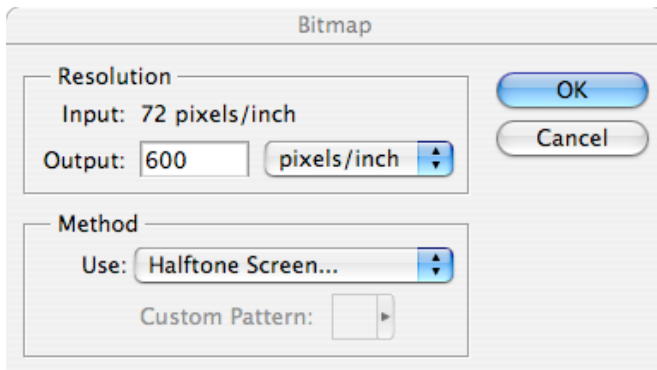 Bitmap
Resolution
Input: 72 pixels/inch
Output: 600 pixels/inch
OK
Cancel
Method
Use: Halftone Screen...
Custom Pattern: